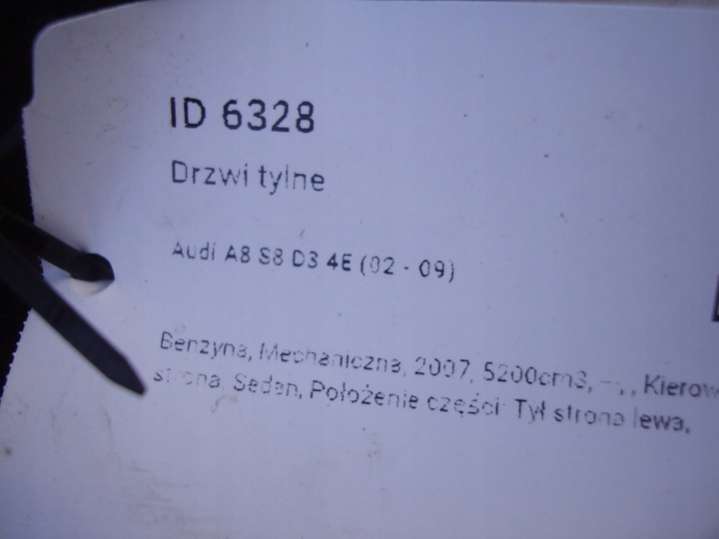 ID 6328
Drzwi tylne
Audi A8 S8 D3 4E (02 - 09)
Benzyna, Mechaniczna, 2007, 5200cm3, -, , Kierow
strona, Sedan, Położenie części: Tył strona lewa,